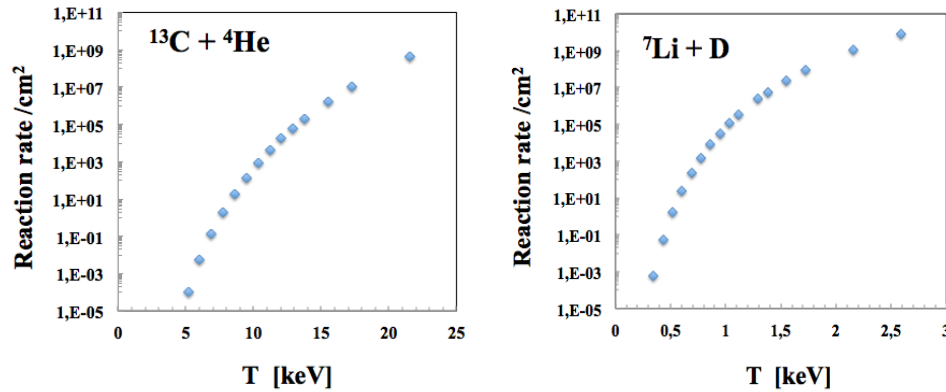 ¹³C + ⁴He
Reaction rate /cm²
1,E+11
1,E+09
1,E+07
1,E+05
1,E+03
1,E+01
1,E-01
1,E-03
1,E-05
0 5 10 15 20 25
T [keV]
⁷Li + D
Reaction rate /cm²
1,E+11
1,E+09
1,E+07
1,E+05
1,E+03
1,E+01
1,E-01
1,E-03
1,E-05
0 0,5 1 1,5 2 2,5 3
T [keV]